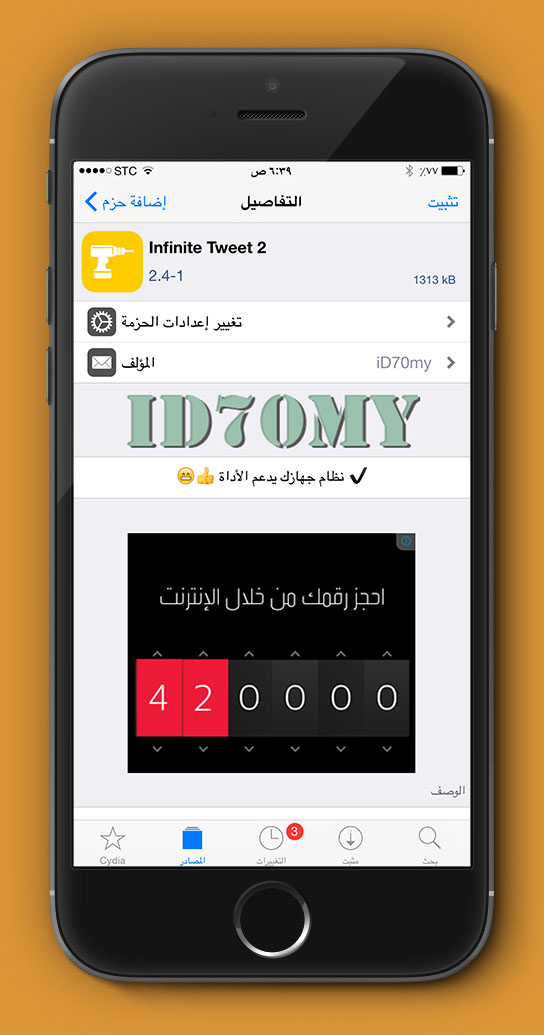 STC ٦:٣٩ ص ٪٧٧
إضافة حزم التفاصيل تثبيت
Infinite Tweet 2
2.4-1 1313 kB
تغيير إعدادات الحزمة
المؤلف iD70my
ID70MY
✔ نظام جهازك يدعم الأداة 👍😁
احجز رقمك من خلال الإنترنت
4 2 0 0 0 0
الوصف
3
Cydia المصادر التغييرات مثبت بحث